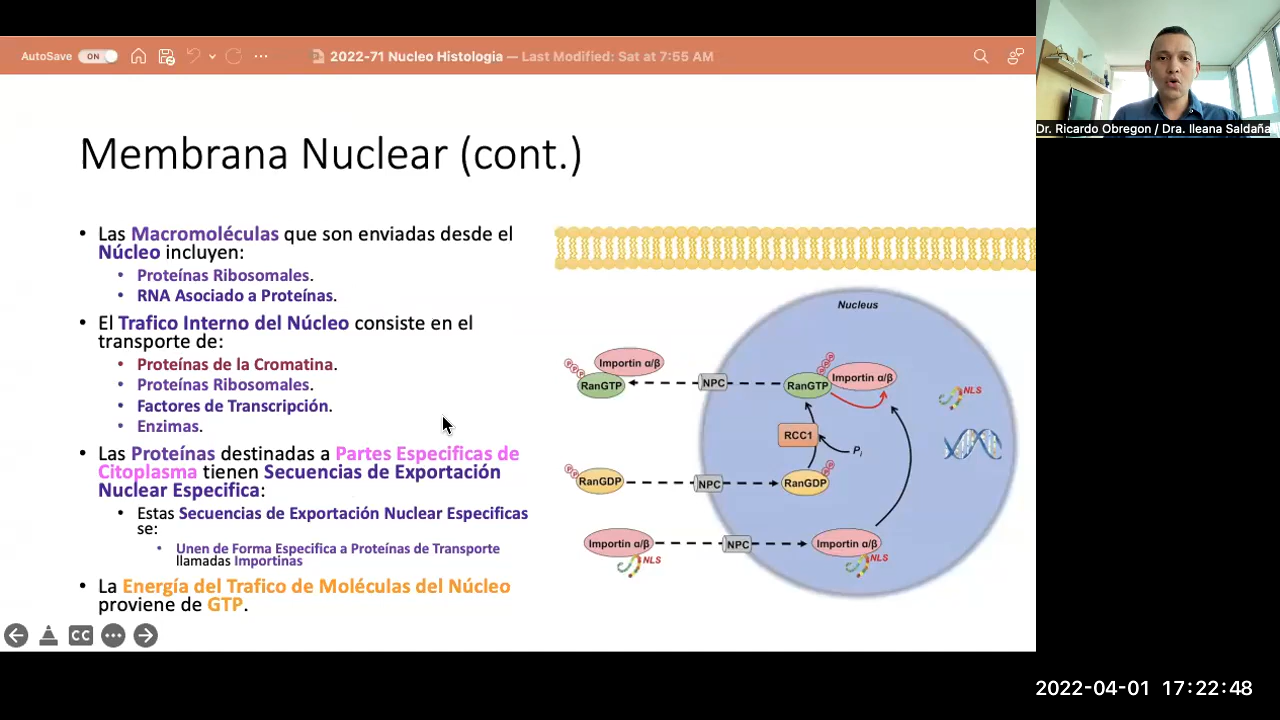 AutoSave ON
2022-71 Nucleo Histologia — Last Modified: Sat at 7:55 AM
Dr. Ricardo Obregon / Dra. Ileana Saldaña
Membrana Nuclear (cont.)
• Las Macromoléculas que son enviadas desde el
Núcleo incluyen:
• Proteínas Ribosomales.
• RNA Asociado a Proteínas.
• El Trafico Interno del Núcleo consiste en el
transporte de:
• Proteínas de la Cromatina.
• Proteínas Ribosomales.
• Factores de Transcripción.
• Enzimas.
• Las Proteínas destinadas a Partes Especificas de
Citoplasma tienen Secuencias de Exportación
Nuclear Especifica:
• Estas Secuencias de Exportación Nuclear Especificas
se:
• Unen de Forma Especifica a Proteínas de Transporte
llamadas Importinas
• La Energía del Trafico de Moléculas del Núcleo
proviene de GTP.
Nucleus
Importin α/β
RanGTP
NPC
RanGTP
Importin α/β
NLS
RCC1
Pi
RanGDP
NPC
RanGDP
Importin α/β
NLS
NPC
Importin α/β
NLS
CC
2022-04-01 17:22:48